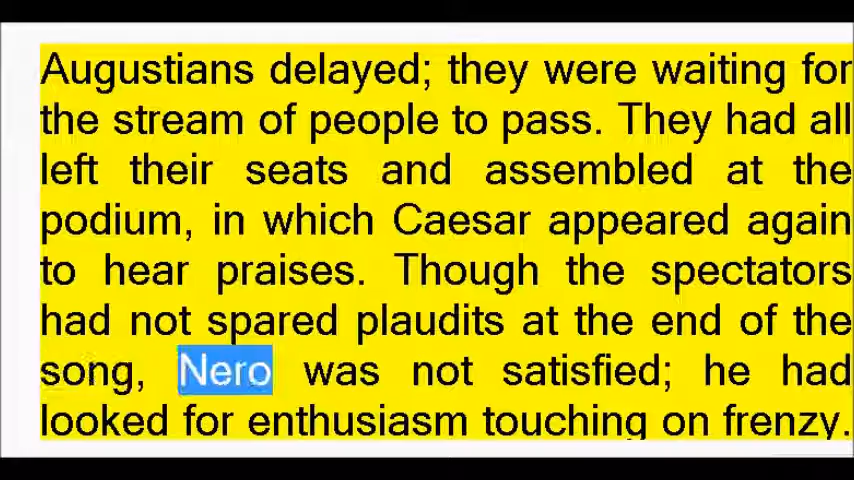 Augustians delayed; they were waiting for
the stream of people to pass. They had all
left their seats and assembled at the
podium, in which Caesar appeared again
to hear praises. Though the spectators
had not spared plaudits at the end of the
song, Nero was not satisfied; he had
looked for enthusiasm touching on frenzy.